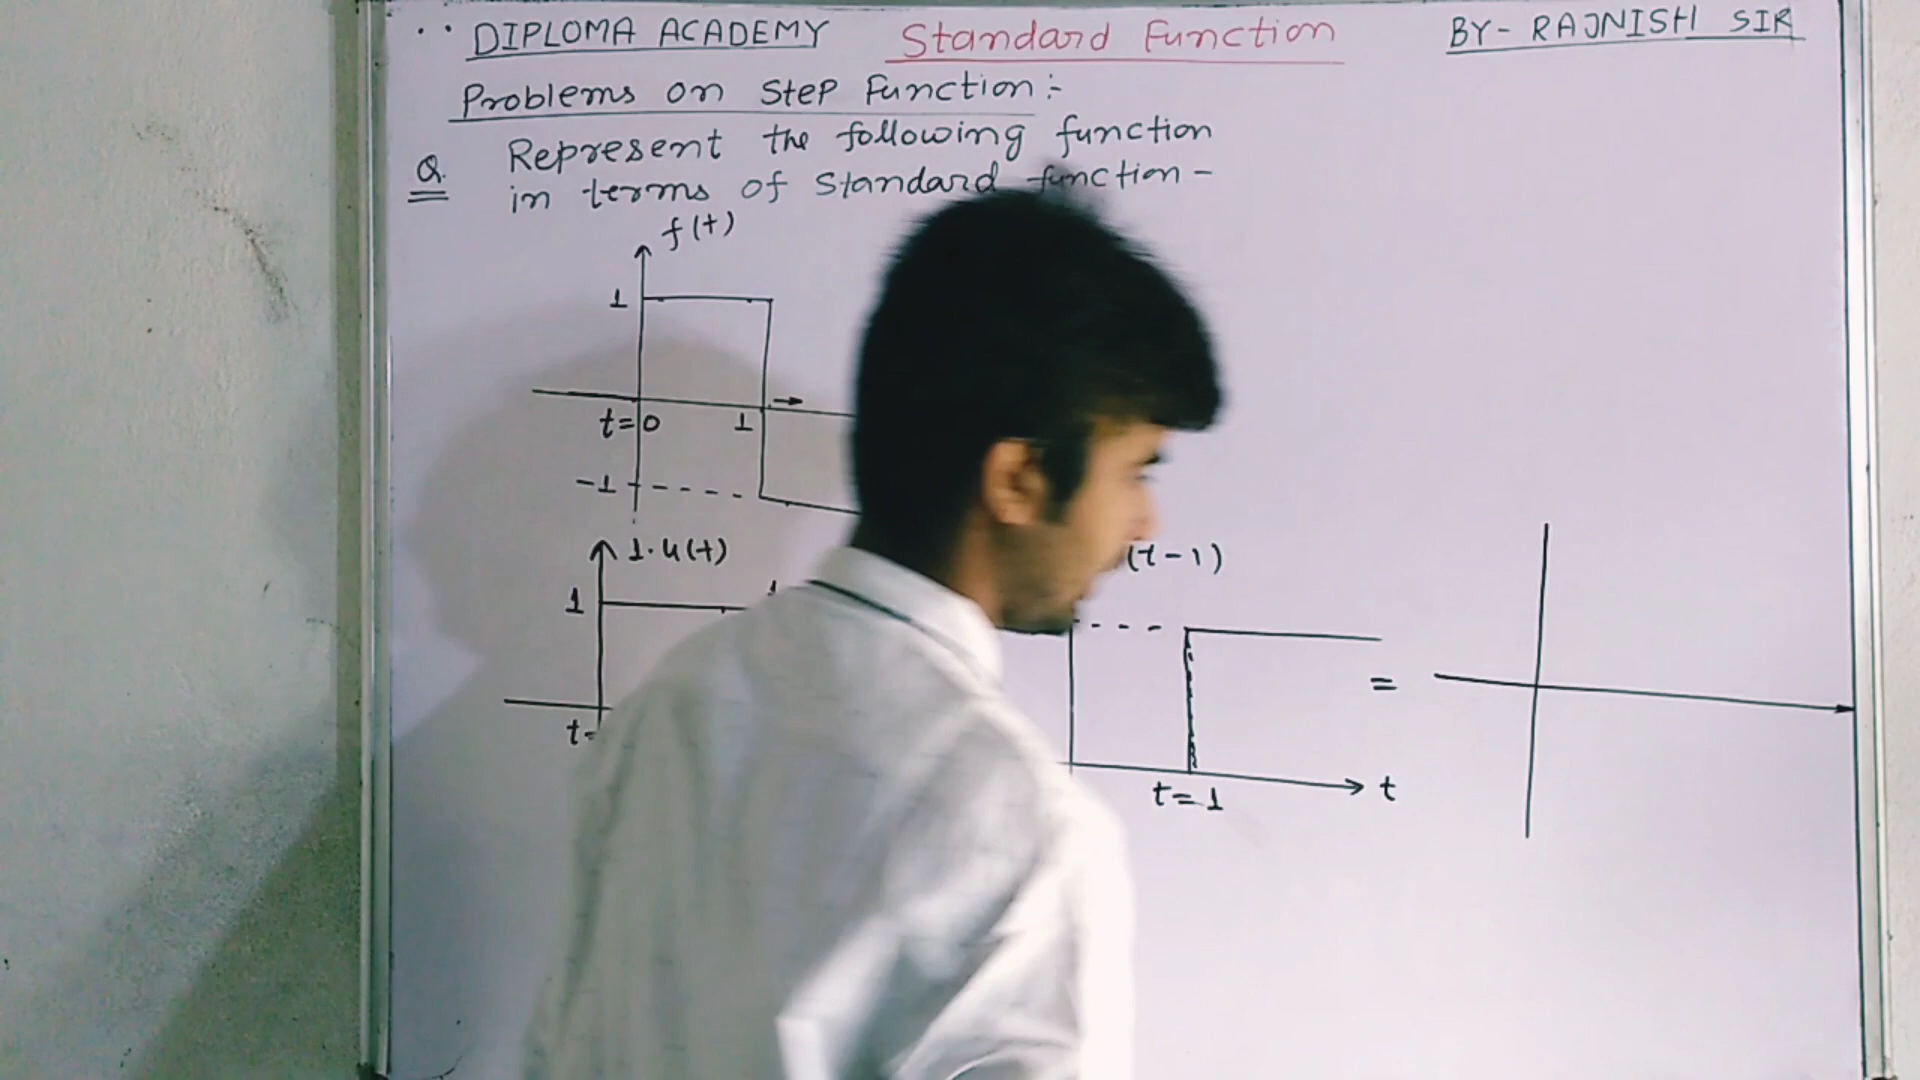 DIPLOMA ACADEMY Standard Function BY- RAJNISH SIR
Problems on Step Function :-
Q. Represent the following function
in terms of standard function -
f(t)
1
t=0 1
-1
1.u(t)
1
t=
(t-1)
=
t=1 t